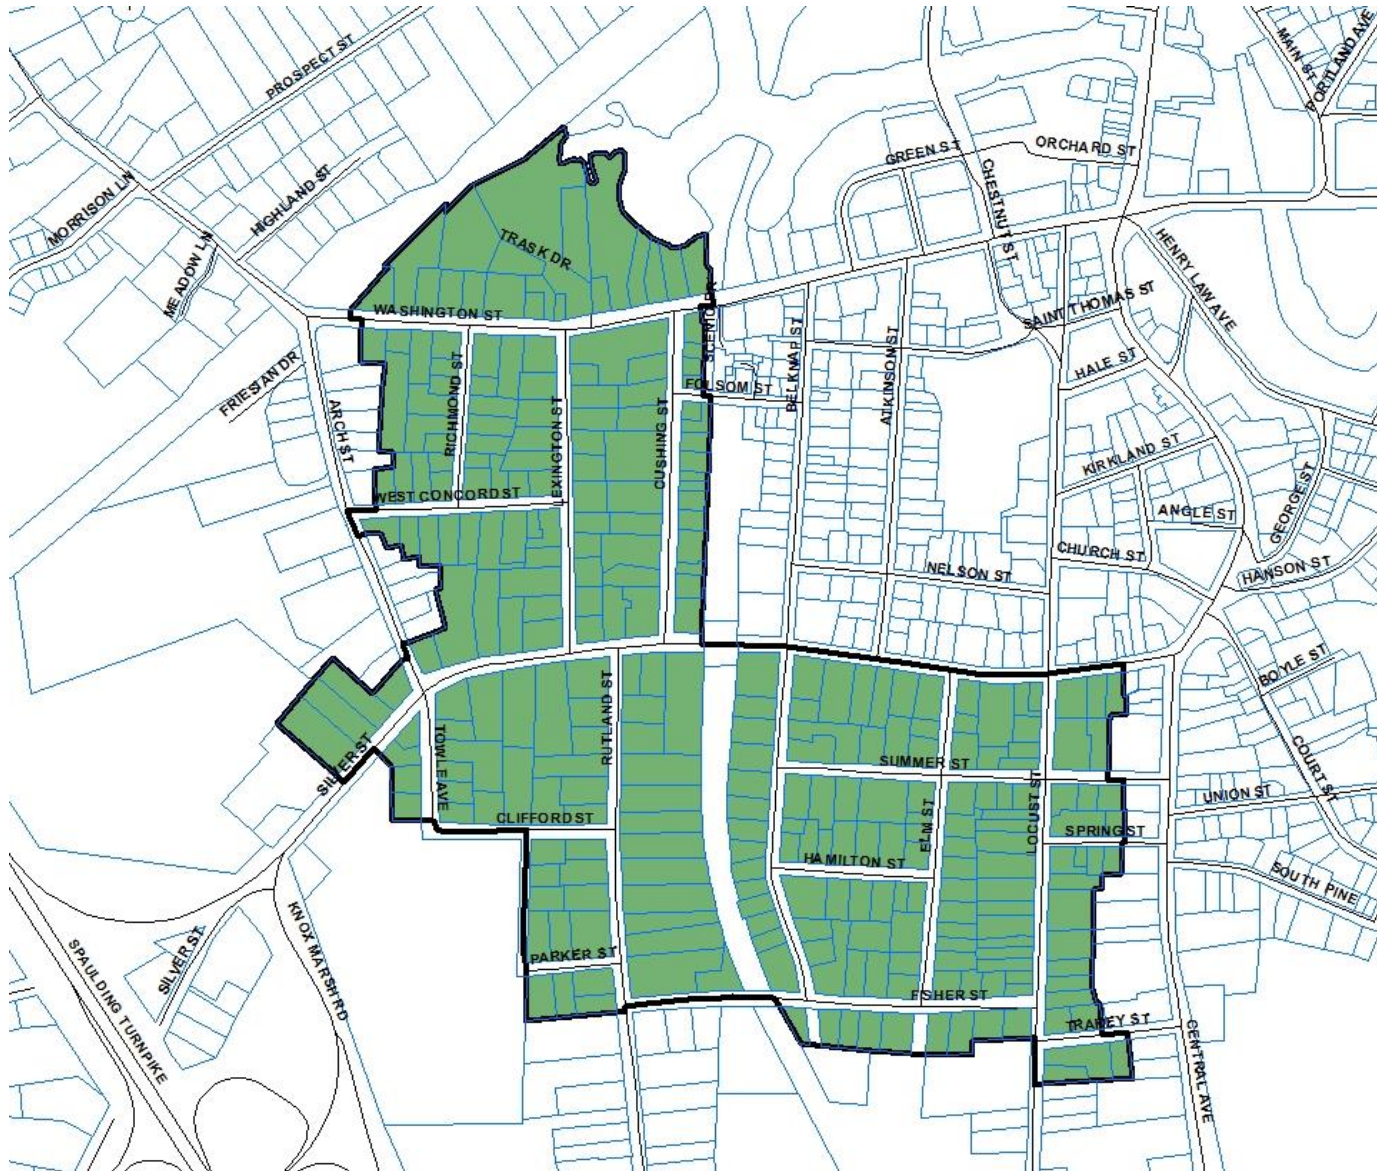 MAIN ST
PORTLAND AVE
PROSPECT ST
ORCHARD ST
GREEN ST
CHESTNUT ST
HIGHLAND ST
MORRISON LN
MEADOW LN
TRASK DR
HENRY LAW AVE
WASHINGTON ST
SCENIC DR
SAINT THOMAS ST
BELKNAP ST
ATKINSON ST
HALE ST
FRIESIAN DR
ARCH ST
RICHMOND ST
EXINGTON ST
CUSHING ST
FOLSOM ST
KIRKLAND ST
WEST CONCORD ST
ANGLE ST
GEORGE ST
CHURCH ST
NELSON ST
HANSON ST
BOYLE ST
RUTLAND ST
TOWLE AVE
SILVER ST
SUMMER ST
COURT ST
UNION ST
LOCUST ST
ELM ST
CLIFFORD ST
SPRING ST
HAMILTON ST
SOUTH PINE
KNOX MARSH RD
SILVER ST
SPAULDING TURNPIKE
PARKER ST
FISHER ST
TRAKEY ST
CENTRAL AVE